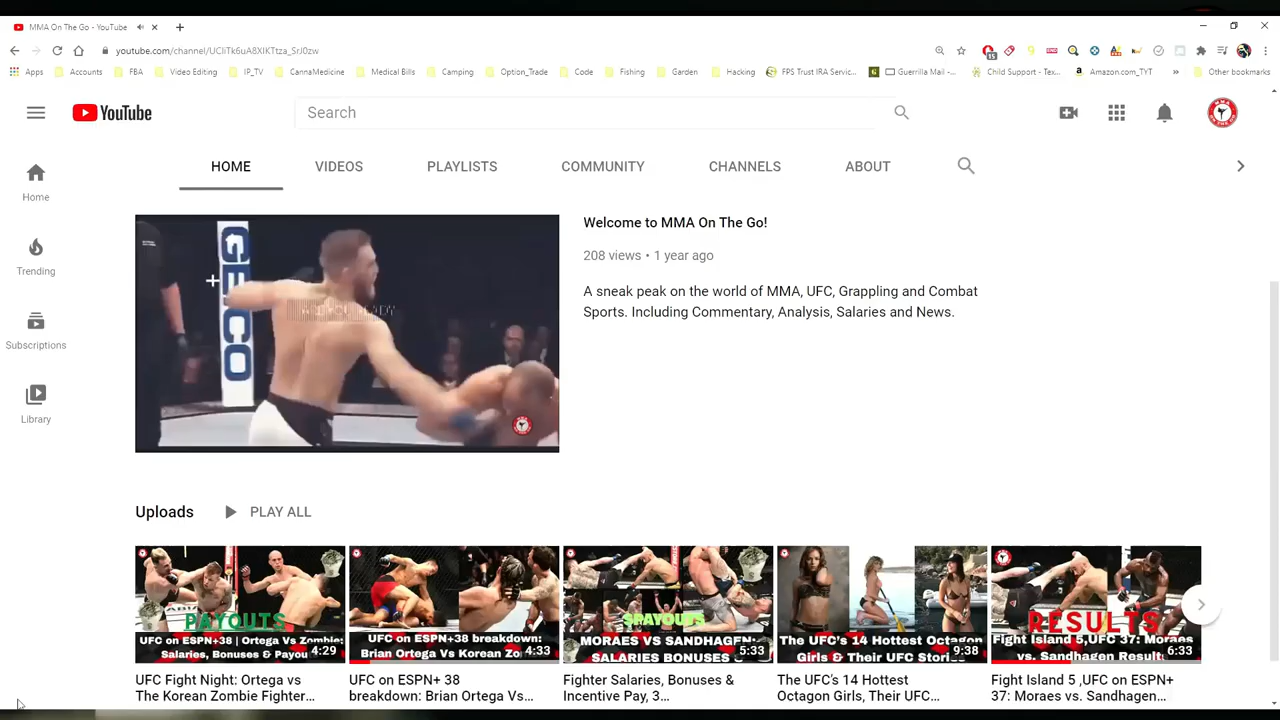 MMA On The Go - YouTube
youtube.com/channel/UCliTk6uA8XIKTtza_SrJ0zw
Apps Accounts FBA Video Editing IP_TV CannaMedicine Medical Bills Camping Option_Trade Code Fishing Garden Hacking FPS Trust IRA Servic... Guerrilla Mail -... Child Support - Tex... Amazon.com_TYT » Other bookmarks
YouTube
Search
HOME VIDEOS PLAYLISTS COMMUNITY CHANNELS ABOUT
Home
Trending
Subscriptions
Library
GEICO
Welcome to MMA On The Go!
208 views • 1 year ago
A sneak peak on the world of MMA, UFC, Grappling and Combat
Sports. Including Commentary, Analysis, Salaries and News.
Uploads PLAY ALL
PAYOUTS
UFC on ESPN+38 | Ortega Vs Zombie:
Salaries, Bonuses & Payou
4:29
UFC Fight Night: Ortega vs
The Korean Zombie Fighter...
UFC on ESPN+38 breakdown:
Brian Ortega Vs Korean Zo
4:33
UFC on ESPN+ 38
breakdown: Brian Ortega Vs...
$PAYOUTS
MORAES VS SANDHAGEN:
SALARIES BONUSES &
5:33
Fighter Salaries, Bonuses &
Incentive Pay, 3...
The UFC's 14 Hottest Octagon
Girls & Their UFC Stori
9:38
The UFC's 14 Hottest
Octagon Girls, Their UFC...
RESULTS
Fight Island 5,UFC 37: Moraes
vs. Sandhagen Result
6:33
Fight Island 5 ,UFC on ESPN+
37: Moraes vs. Sandhagen...